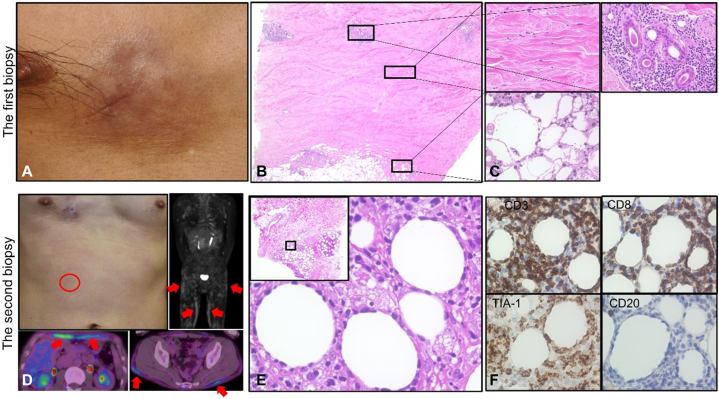 The first biopsy
A
B
C
The second biopsy
D
E
CD3
CD8
TIA-1
CD20
F